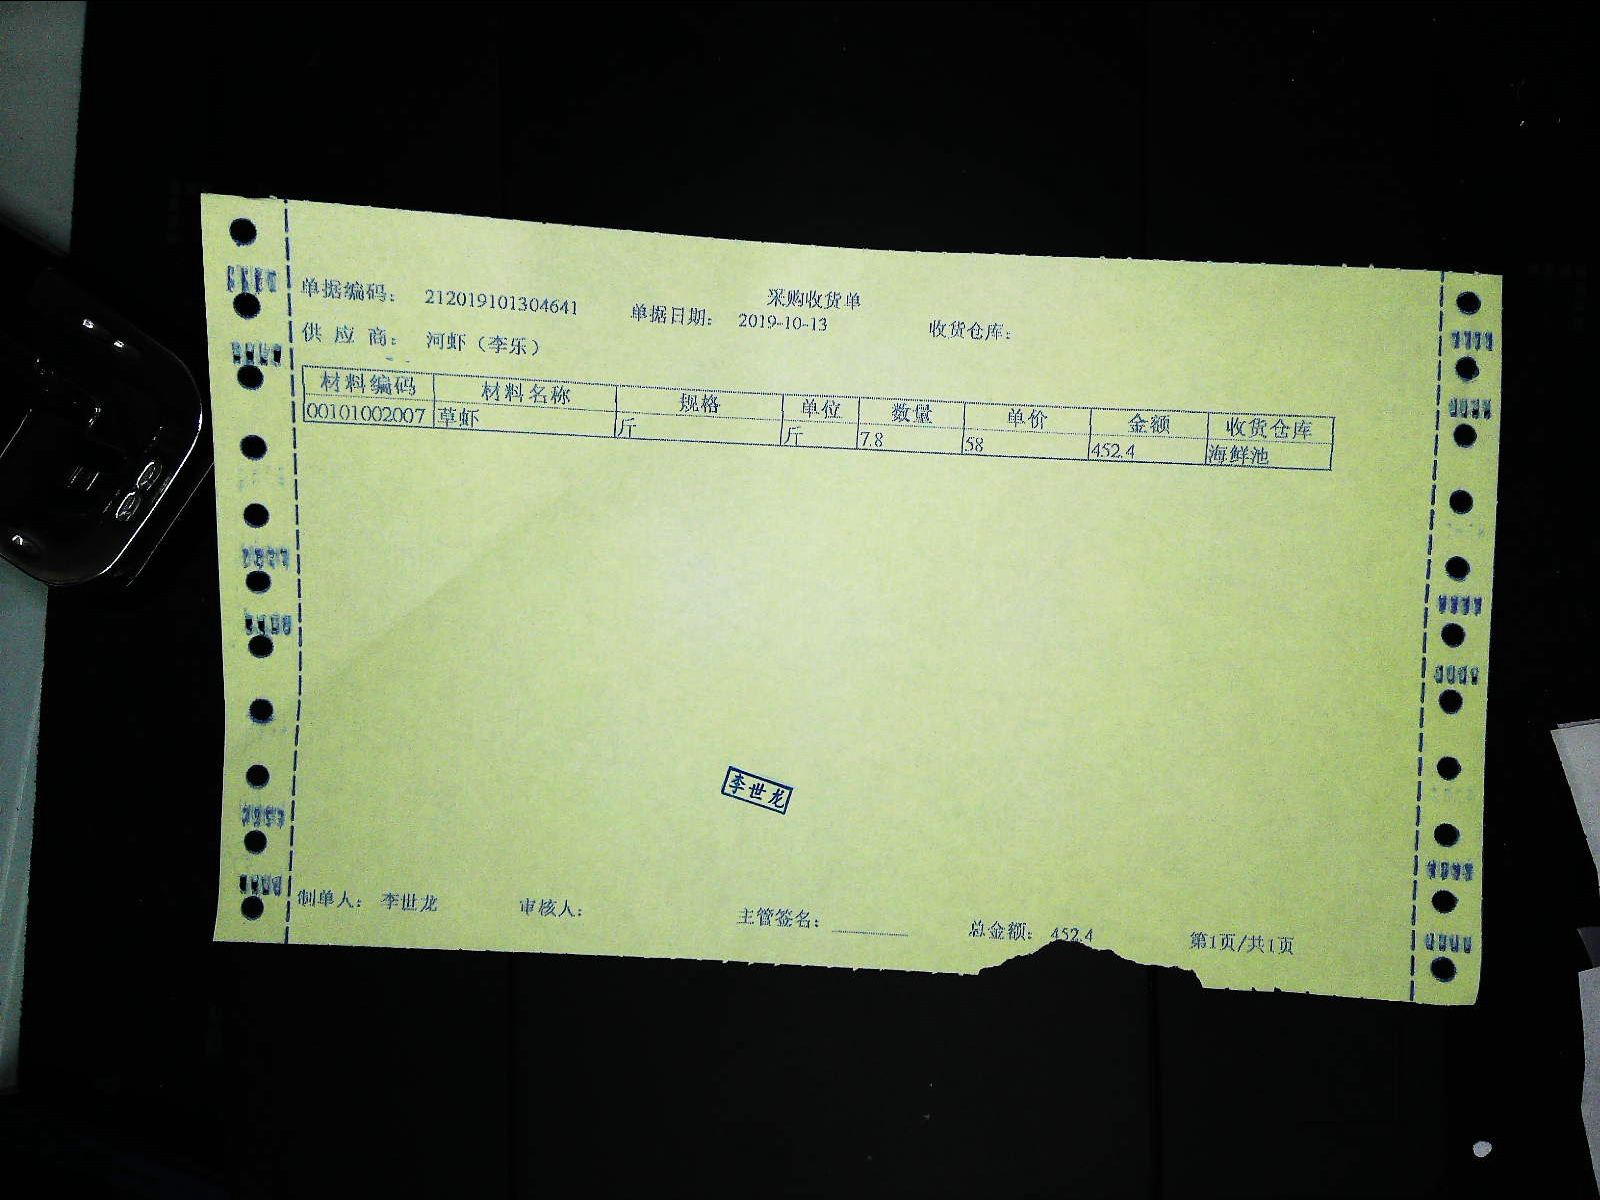 采购收货单
单据编码: 212019101304641 单据日期: 2019-10-13 收货仓库:
供 应 商: 河虾（李乐）
材料编码 材料名称 规格 单位 数量 单价 金额 收货仓库
00101002007 草虾 斤 斤 7.8 58 452.4 海鲜池
李世龙
制单人: 李世龙 审核人: 主管签名: ________ 总金额: 452.4 第1页/共1页